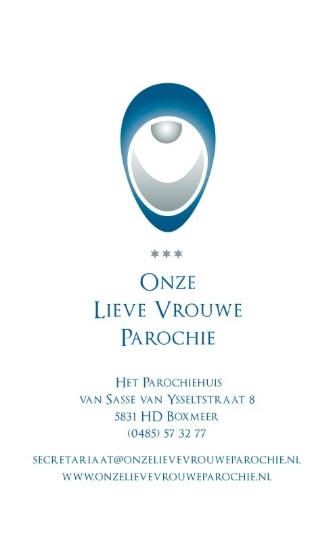 Onze
Lieve Vrouwe
Parochie
Het Parochiehuis
van Sasse van Ysseltstraat 8
5831 HD Boxmeer
(0485) 57 32 77
secretariaat@onzelievevrouweparochie.nl
www.onzelievevrouweparochie.nl